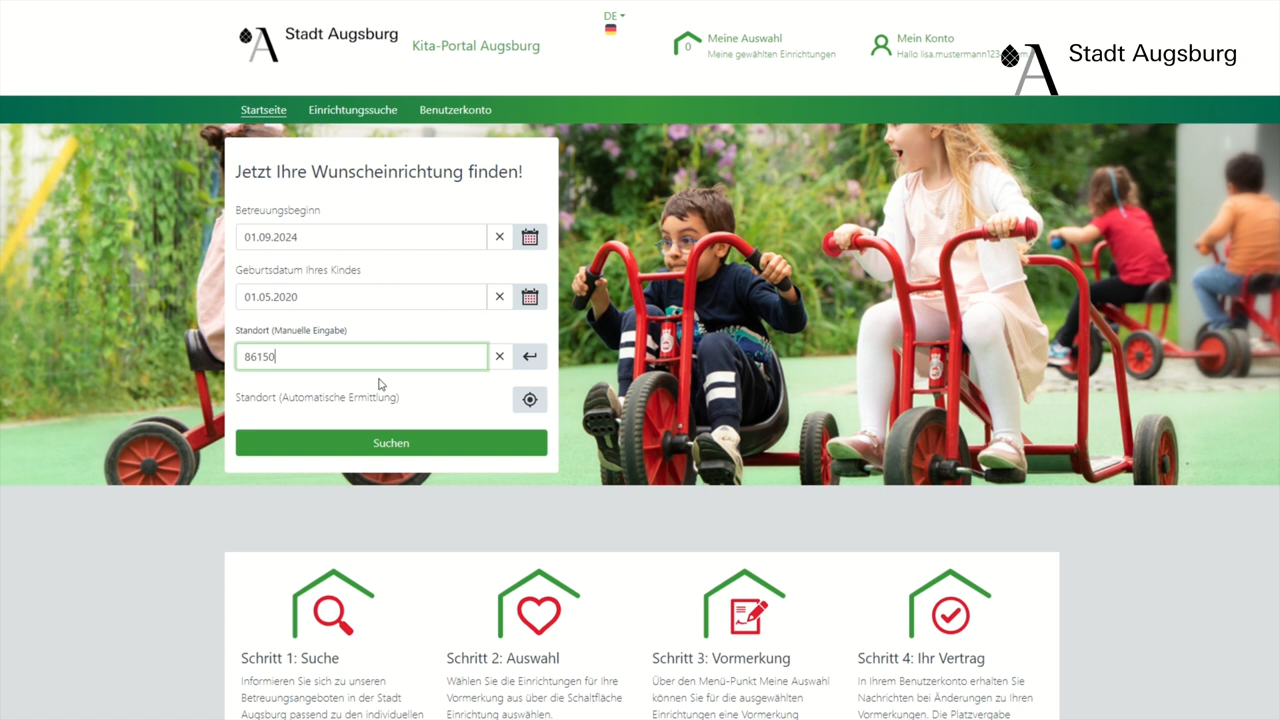 Stadt Augsburg
Kita-Portal Augsburg
DE
0
Meine Auswahl
Meine gewählten Einrichtungen
Mein Konto
Hallo lisa.mustermann123
Stadt Augsburg
Startseite
Einrichtungssuche
Benutzerkonto
Jetzt Ihre Wunscheinrichtung finden!
Betreuungsbeginn
01.09.2024
Geburtsdatum Ihres Kindes
01.05.2020
Standort (Manuelle Eingabe)
86150
Standort (Automatische Ermittlung)
Suchen
Schritt 1: Suche
Informieren Sie sich zu unseren
Betreuungsangeboten in der Stadt
Augsburg passend zu den individuellen
Schritt 2: Auswahl
Wählen Sie die Einrichtungen für Ihre
Vormerkung aus über die Schaltfläche
Einrichtung auswählen.
Schritt 3: Vormerkung
Über den Menü-Punkt Meine Auswahl
können Sie für die ausgewählten
Einrichtungen eine Vormerkung
Schritt 4: Ihr Vertrag
In Ihrem Benutzerkonto erhalten Sie
Nachrichten bei Änderungen zu Ihren
Vormerkungen. Die Platzvergabe